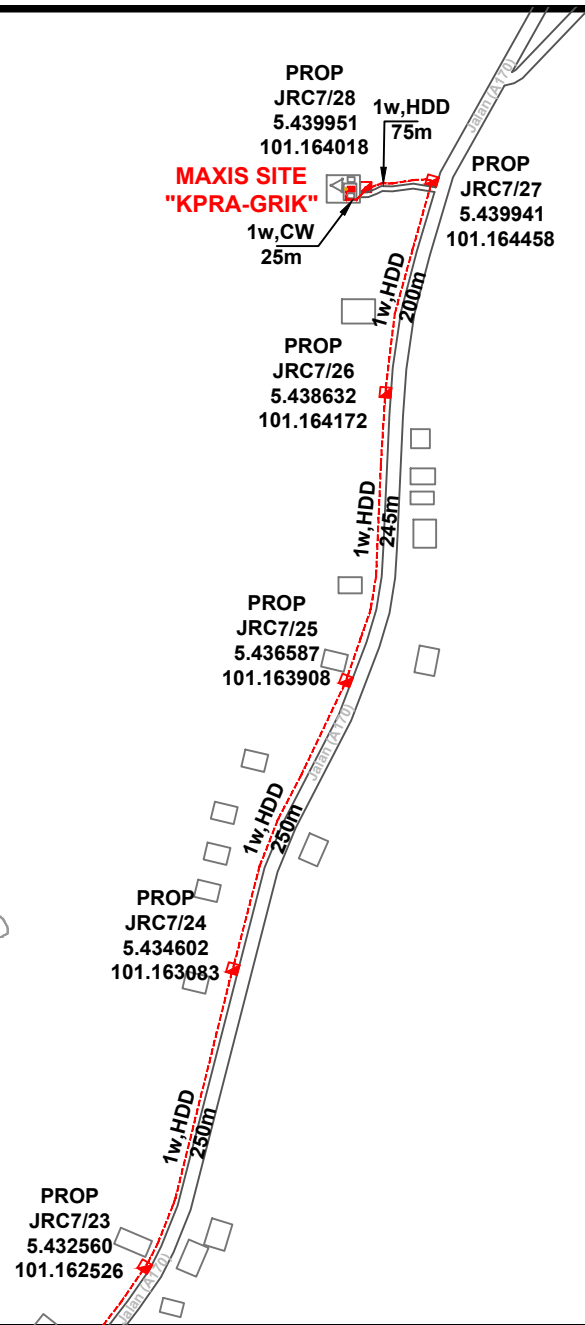 Jalan (A170)
PROP
JRC7/28
5.439951
101.164018
1w,HDD
75m
MAXIS SITE
"KPRA-GRIK"
PROP
JRC7/27
5.439941
101.164458
1w,CW
25m
1w,HDD
200m
PROP
JRC7/26
5.438632
101.164172
1w,HDD
245m
PROP
JRC7/25
5.436587
101.163908
Jalan (A170)
1w,HDD
250m
PROP
JRC7/24
5.434602
101.163083
1w,HDD
250m
PROP
JRC7/23
5.432560
101.162526
Jalan (A170)